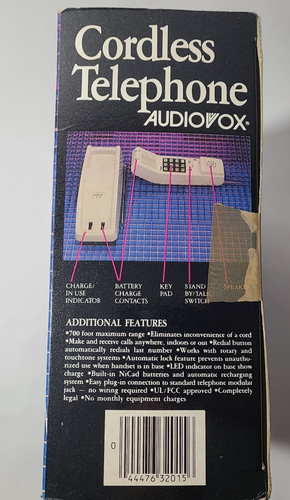 Cordless
Telephone
AUDIOVOX®
CHARGE/
IN USE
INDICATOR
BATTERY
CHARGE
CONTACTS
KEY
PAD
STAND
BY/TALK
SWITCH
SPEAKER
ADDITIONAL FEATURES
•700 foot maximum range •Eliminates inconvenience of a cord
•Make and receive calls anywhere, indoors or out •Redial button
automatically redials last number •Works with rotary and
touchtone systems •Automatic lock feature prevents unautho-
rized use when handset is in base •LED indicator on base show
charge •Built-in NiCad batteries and automatic recharging
system •Easy plug-in connection to standard telephone modular
jack – no wiring required •UL/FCC approved •Completely
legal •No monthly equipment charges
0
44476 32015